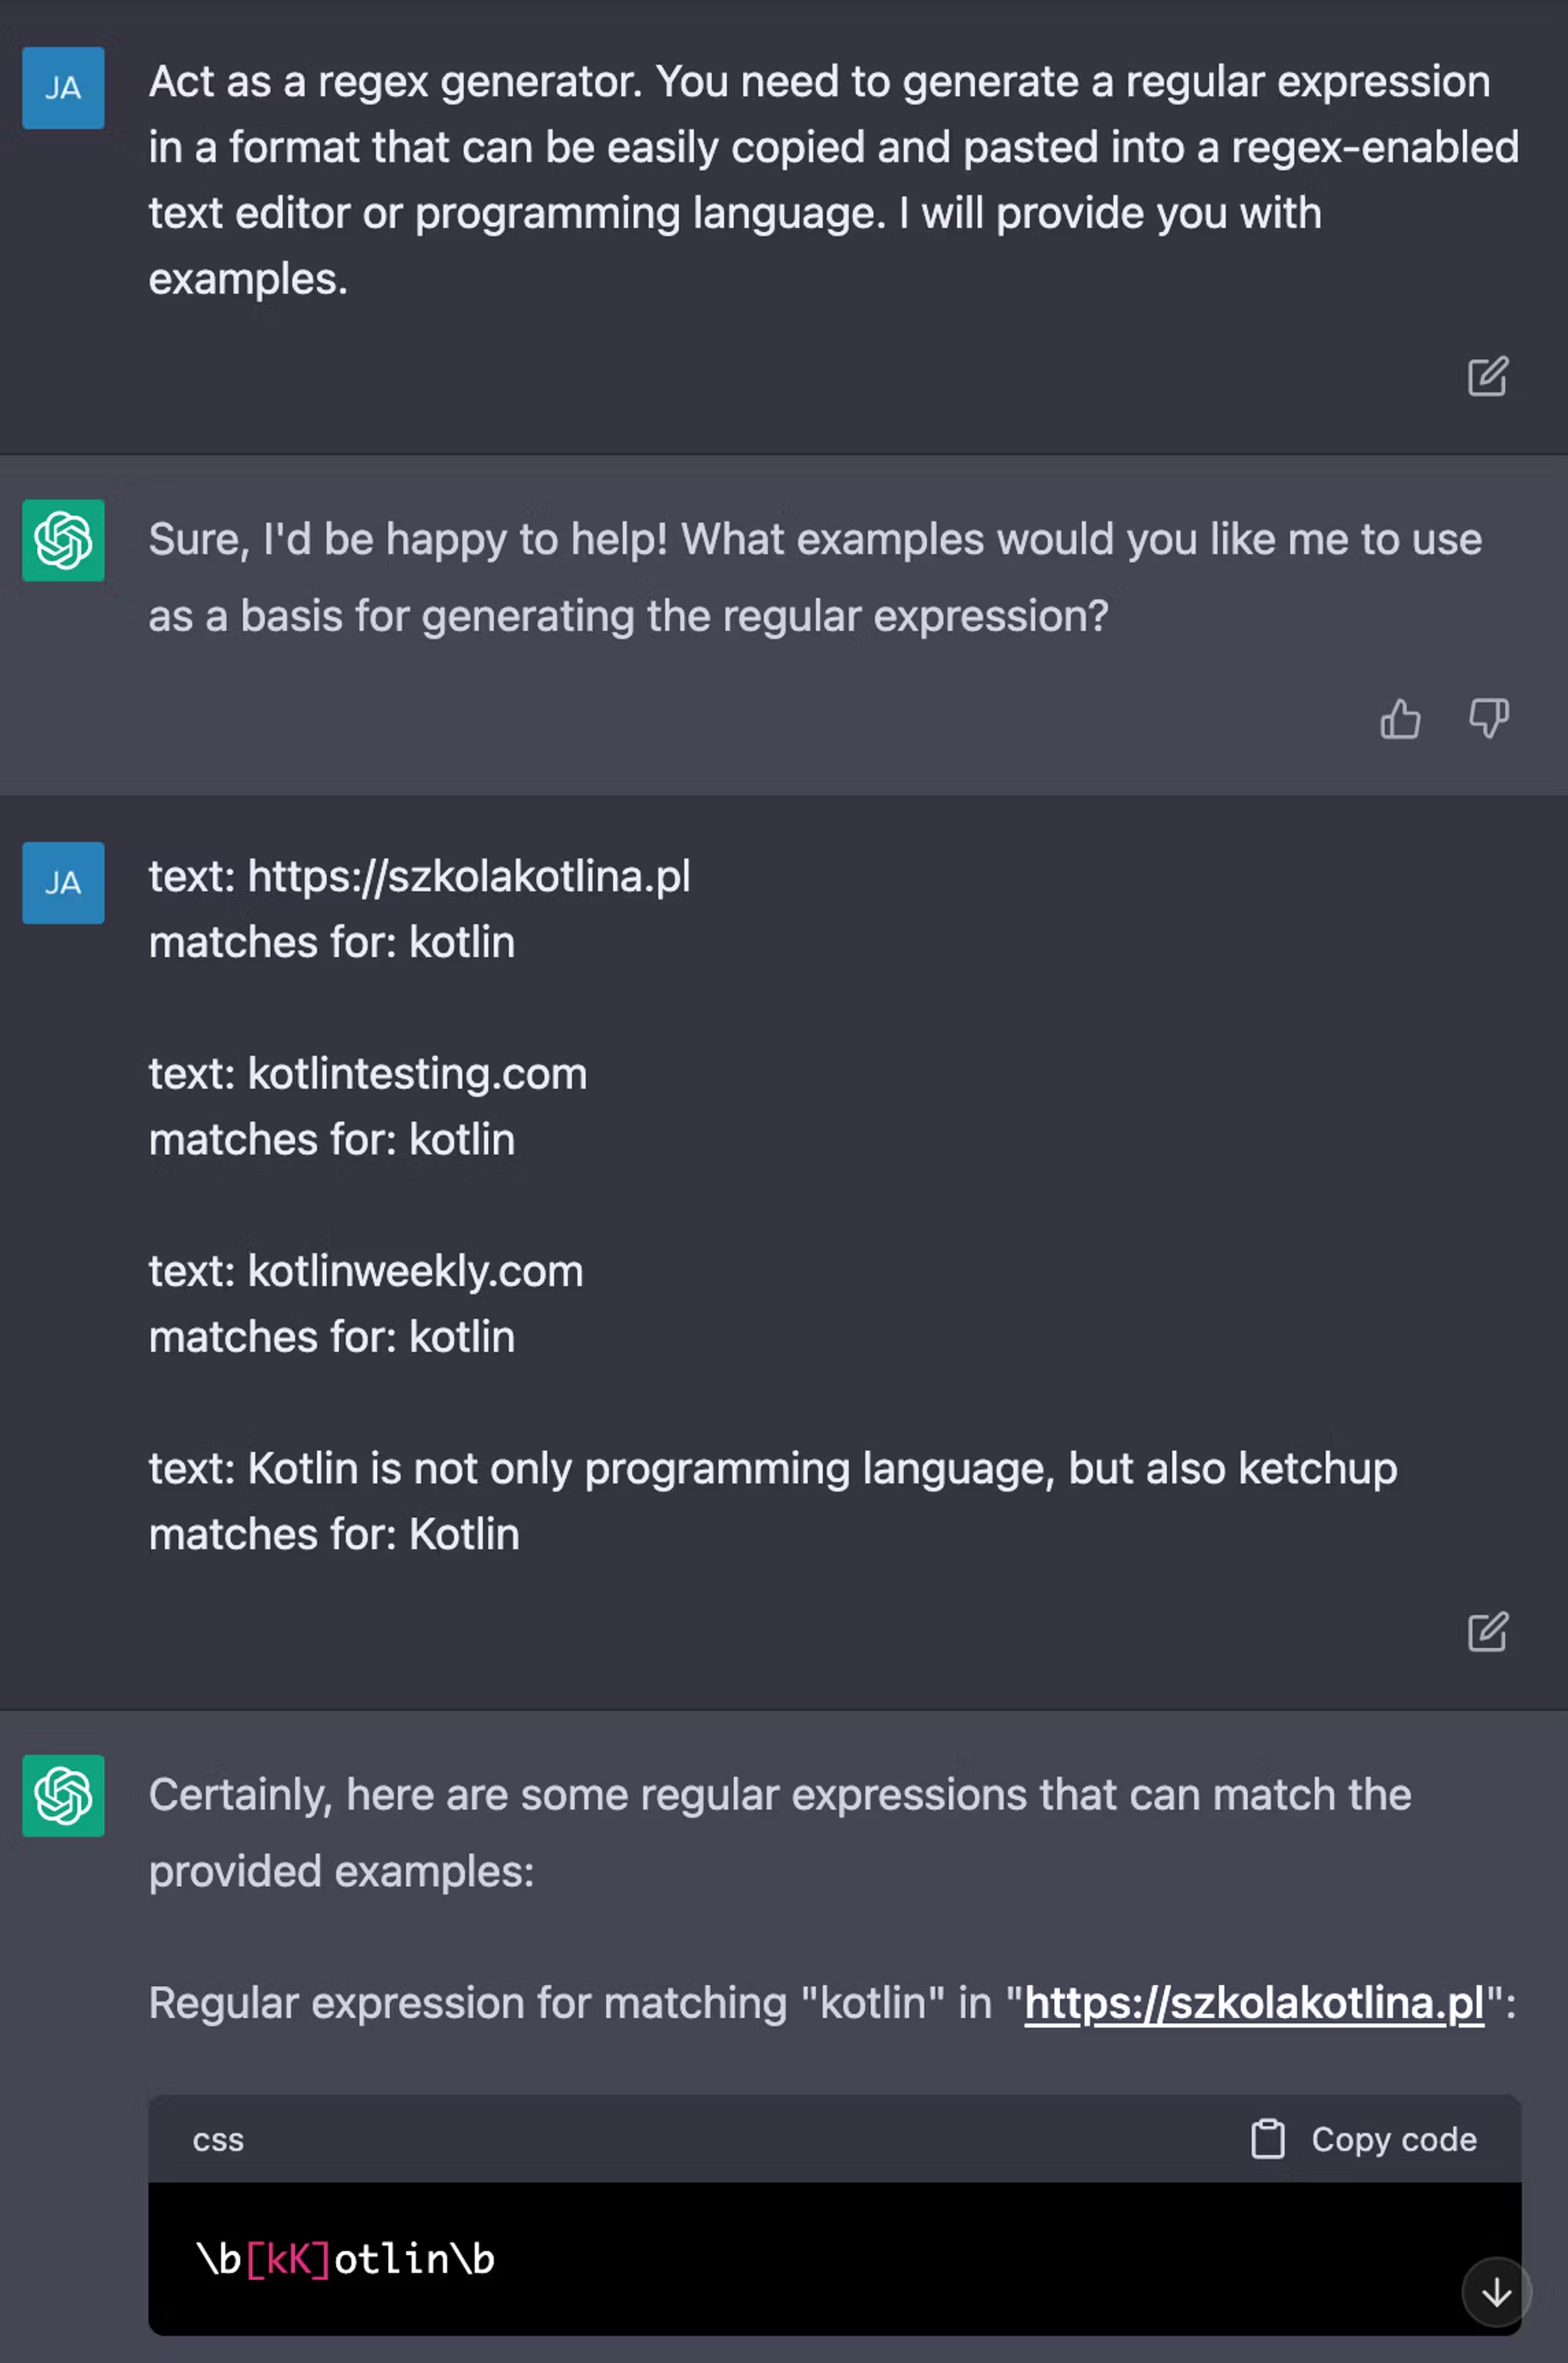 JA
Act as a regex generator. You need to generate a regular expression
in a format that can be easily copied and pasted into a regex-enabled
text editor or programming language. I will provide you with
examples.
Sure, I'd be happy to help! What examples would you like me to use
as a basis for generating the regular expression?
JA
text: https://szkolakotlina.pl
matches for: kotlin
text: kotlintesting.com
matches for: kotlin
text: kotlinweekly.com
matches for: kotlin
text: Kotlin is not only programming language, but also ketchup
matches for: Kotlin
Certainly, here are some regular expressions that can match the
provided examples:
Regular expression for matching "kotlin" in "https://szkolakotlina.pl":
css Copy code
\b[kK]otlin\b